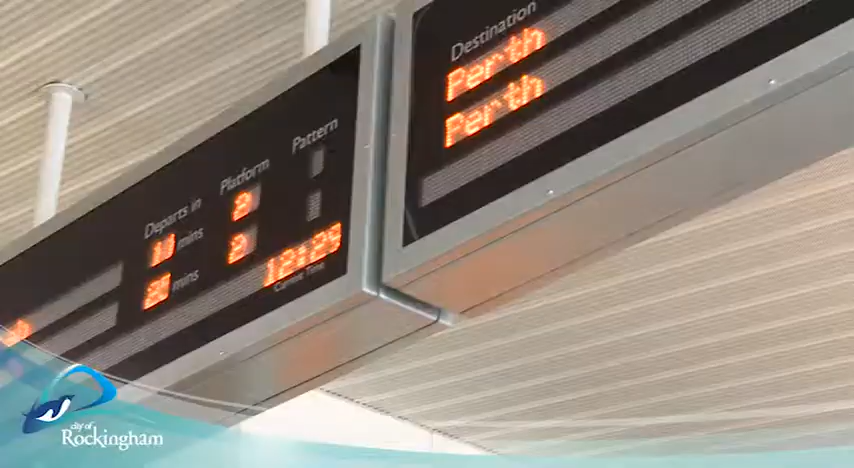 Departs in
Platform
Pattern
mins
2
mins
2
12:29
Current Time
Destination
Perth
Perth
city of
Rockingham